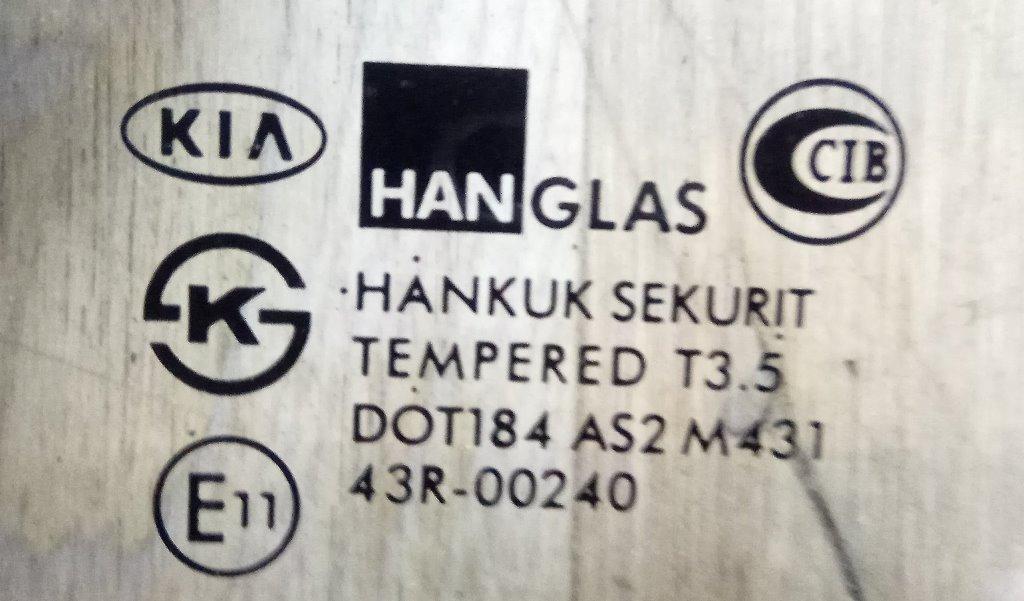 KIA
HANGLAS
CIB
K
HANKUK SEKURIT
TEMPERED T3.5
DOT184 AS2 M431
43R-00240
E11